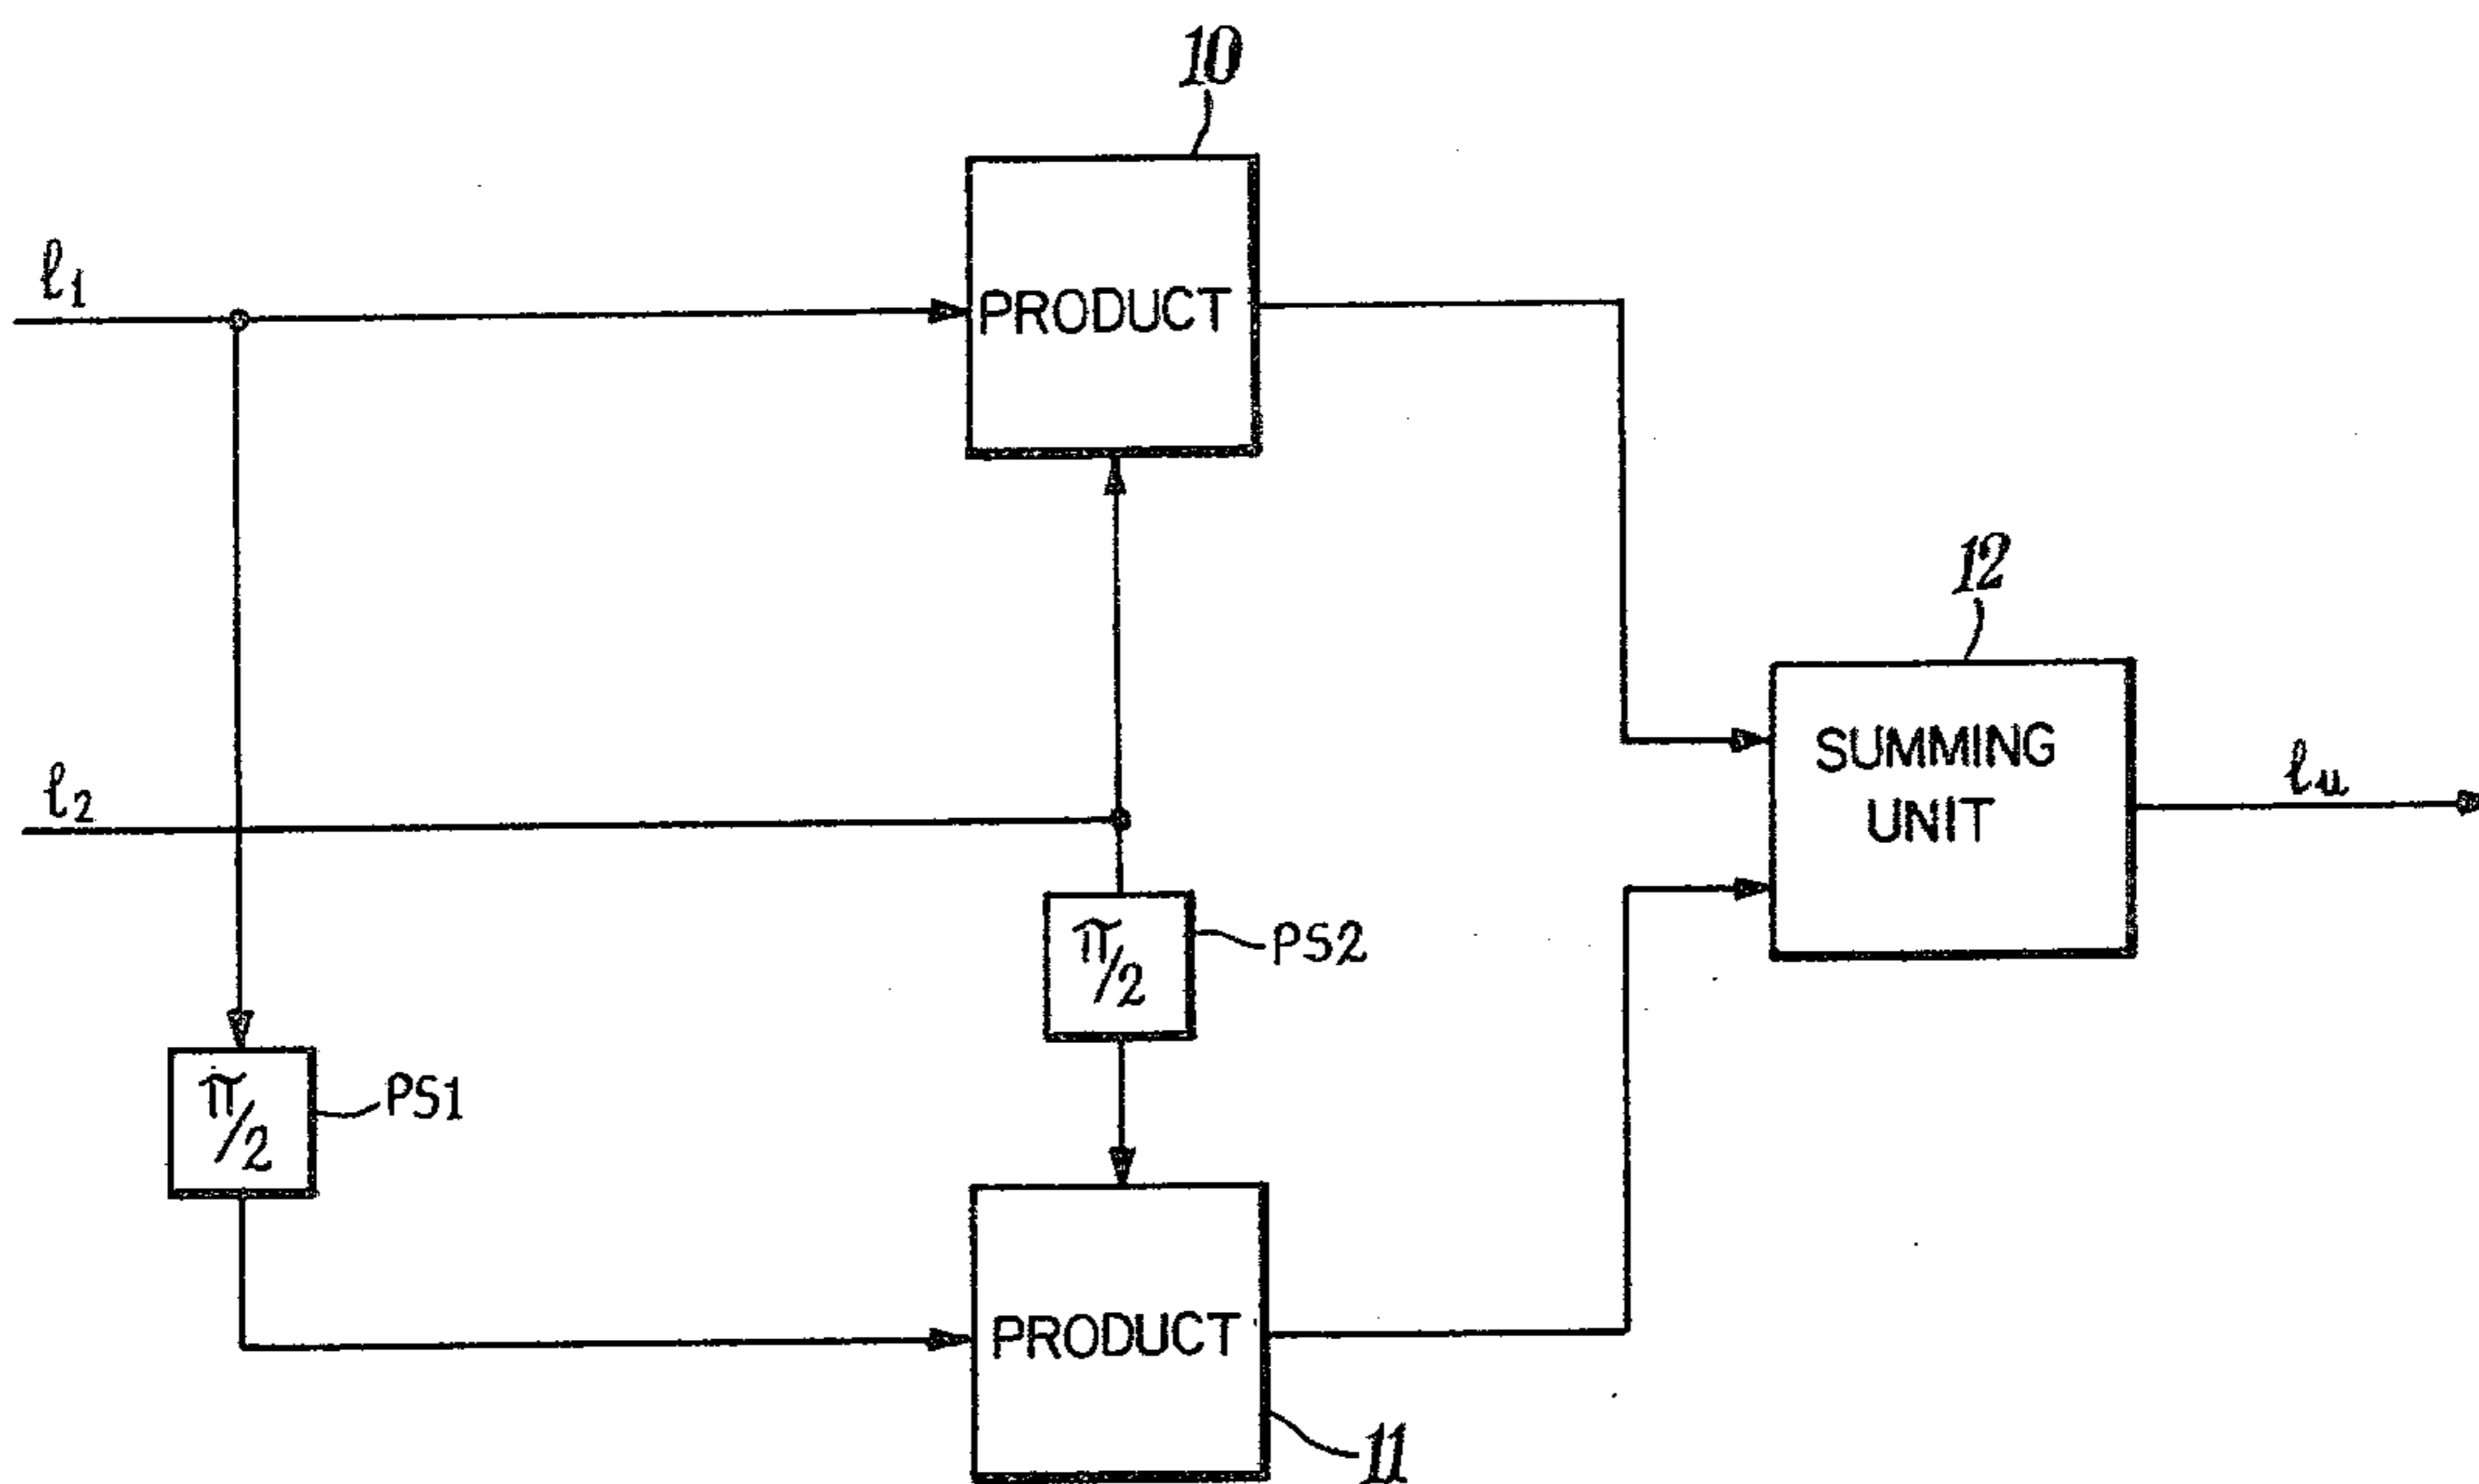 10
ℓ1
PRODUCT
12
ℓ2
SUMMING
UNIT
ℓu
π/2
PS2
π/2
PS1
PRODUCT
11